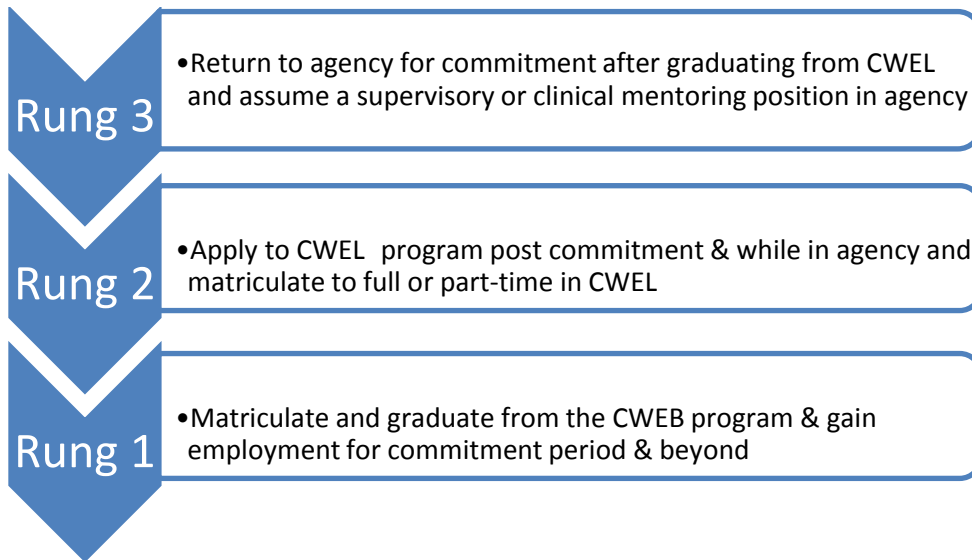 Rung 3
•Return to agency for commitment after graduating from CWEL
and assume a supervisory or clinical mentoring position in agency
Rung 2
•Apply to CWEL program post commitment & while in agency and
matriculate to full or part-time in CWEL
Rung 1
•Matriculate and graduate from the CWEB program & gain
employment for commitment period & beyond